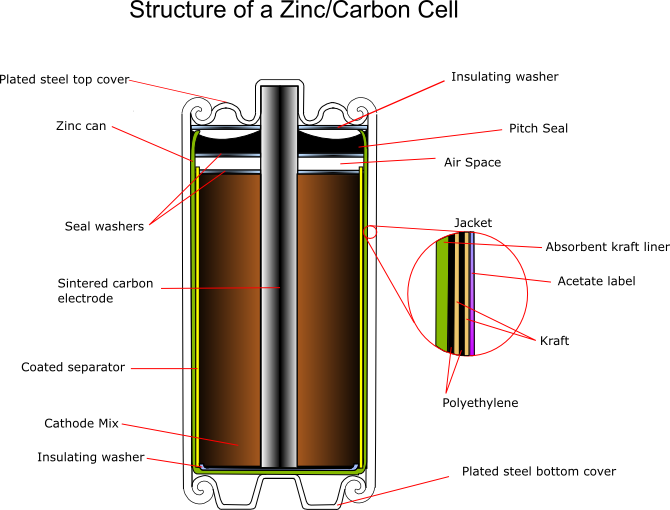 Structure of a Zinc/Carbon Cell
Plated steel top cover
Insulating washer
Zinc can
Pitch Seal
Air Space
Seal washers
Jacket
Absorbent kraft liner
Acetate label
Sintered carbon
electrode
Kraft
Coated separator
Polyethylene
Cathode Mix
Insulating washer
Plated steel bottom cover